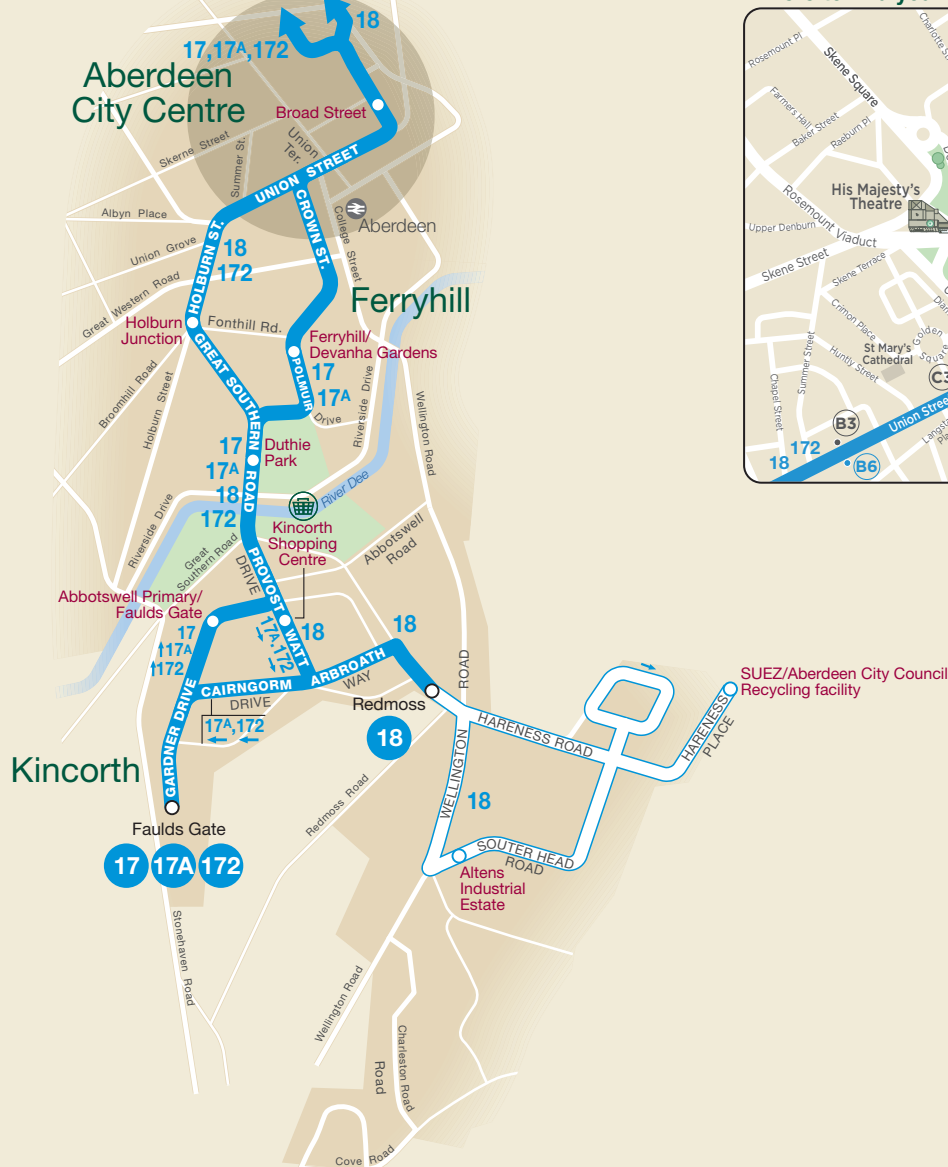 18
17,17A,172
Aberdeen
City Centre
Broad Street
Skerne Street
Summer St.
Union
Ter.
UNION STREET
CROWN ST.
College Street
Aberdeen
Albyn Place
Union Grove
Great Western Road
HOLBURN ST.
18
172
Ferryhill
Holburn
Junction
Fonthill Rd.
Ferryhill/
Devanha Gardens
17
17A
POLMUIR
Drive
Riverside Drive
Wellington Road
Broomhill Road
Holburn Street
GREAT SOUTHERN ROAD
17
17A
18
172
Duthie
Park
River Dee
Riverside Drive
Great
Southern Road
Kincorth
Shopping
Centre
Abbotswell
Road
PROVOST WATT
DRIVE
Abbotswell Primary/
Faulds Gate
17
17A
172
17A,172
18
18
ARBROATH
WAY
CAIRNGORM
DRIVE
17A,172
GARDNER DRIVE
Redmoss
18
Kincorth
Faulds Gate
17
17A
172
Redmoss Road
ROAD
WELLINGTON
18
HARENESS ROAD
HARENESS
PLACE
SUEZ/Aberdeen City Council
Recycling facility
SOUTER HEAD
ROAD
Altens
Industrial
Estate
Stonehaven Road
Wellington Road
Charleston Road
Road
Cove Road
Rosemount Pl
Skene Square
Charlotte St
Farmers Hall
Baker Street
Raeburn Pl
His Majesty's
Theatre
Rosemount Viaduct
Upper Denburn
Skene Street
Skene Terrace
Crimon Place
Huntly Street
St Mary's
Cathedral
Golden
Square
Summer Street
Chapel Street
C3
B3
B6
172
18
Union Stree